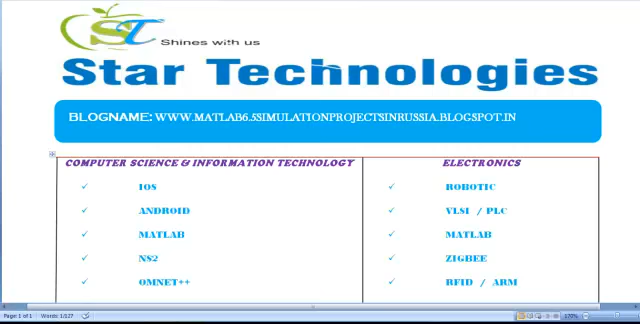 ST
Shines with us
Star Technologies
BLOGNAME: WWW.MATLAB6.5SIMULATIONPROJECTSINRUSSIA.BLOGSPOT.IN
COMPUTER SCIENCE & INFORMATION TECHNOLOGY
ELECTRONICS
IOS
ROBOTIC
ANDROID
VLSI / PLC
MATLAB
MATLAB
NS2
ZIGBEE
OMNET++
RFID / ARM
Page: 1 of 1
Words: 1/127
170%